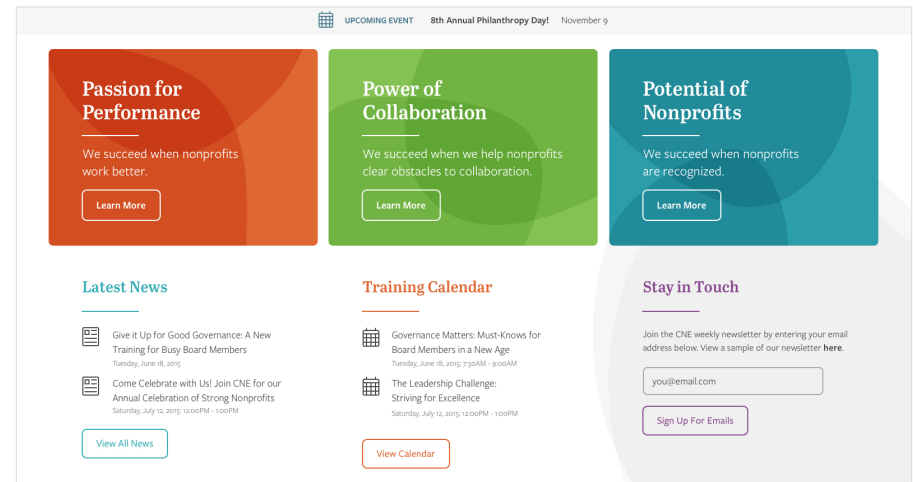 UPCOMING EVENT 8th Annual Philanthropy Day! November 9
Passion for
Performance
We succeed when nonprofits
work better.
Learn More
Power of
Collaboration
We succeed when we help nonprofits
clear obstacles to collaboration.
Learn More
Potential of
Nonprofits
We succeed when nonprofits
are recognized.
Learn More
Latest News
Give it Up for Good Governance: A New
Training for Busy Board Members
Tuesday, June 18, 2015
Come Celebrate with Us! Join CNE for our
Annual Celebration of Strong Nonprofits
Saturday, July 12, 2015: 12:00PM - 1:00PM
View All News
Training Calendar
Governance Matters: Must-Knows for
Board Members in a New Age
Tuesday, June 18, 2015: 7:30AM - 9:00AM
The Leadership Challenge:
Striving for Excellence
Saturday, July 12, 2015: 12:00PM - 1:00PM
View Calendar
Stay in Touch
Join the CNE weekly newsletter by entering your email
address below. View a sample of our newsletter here.
you@email.com
Sign Up For Emails